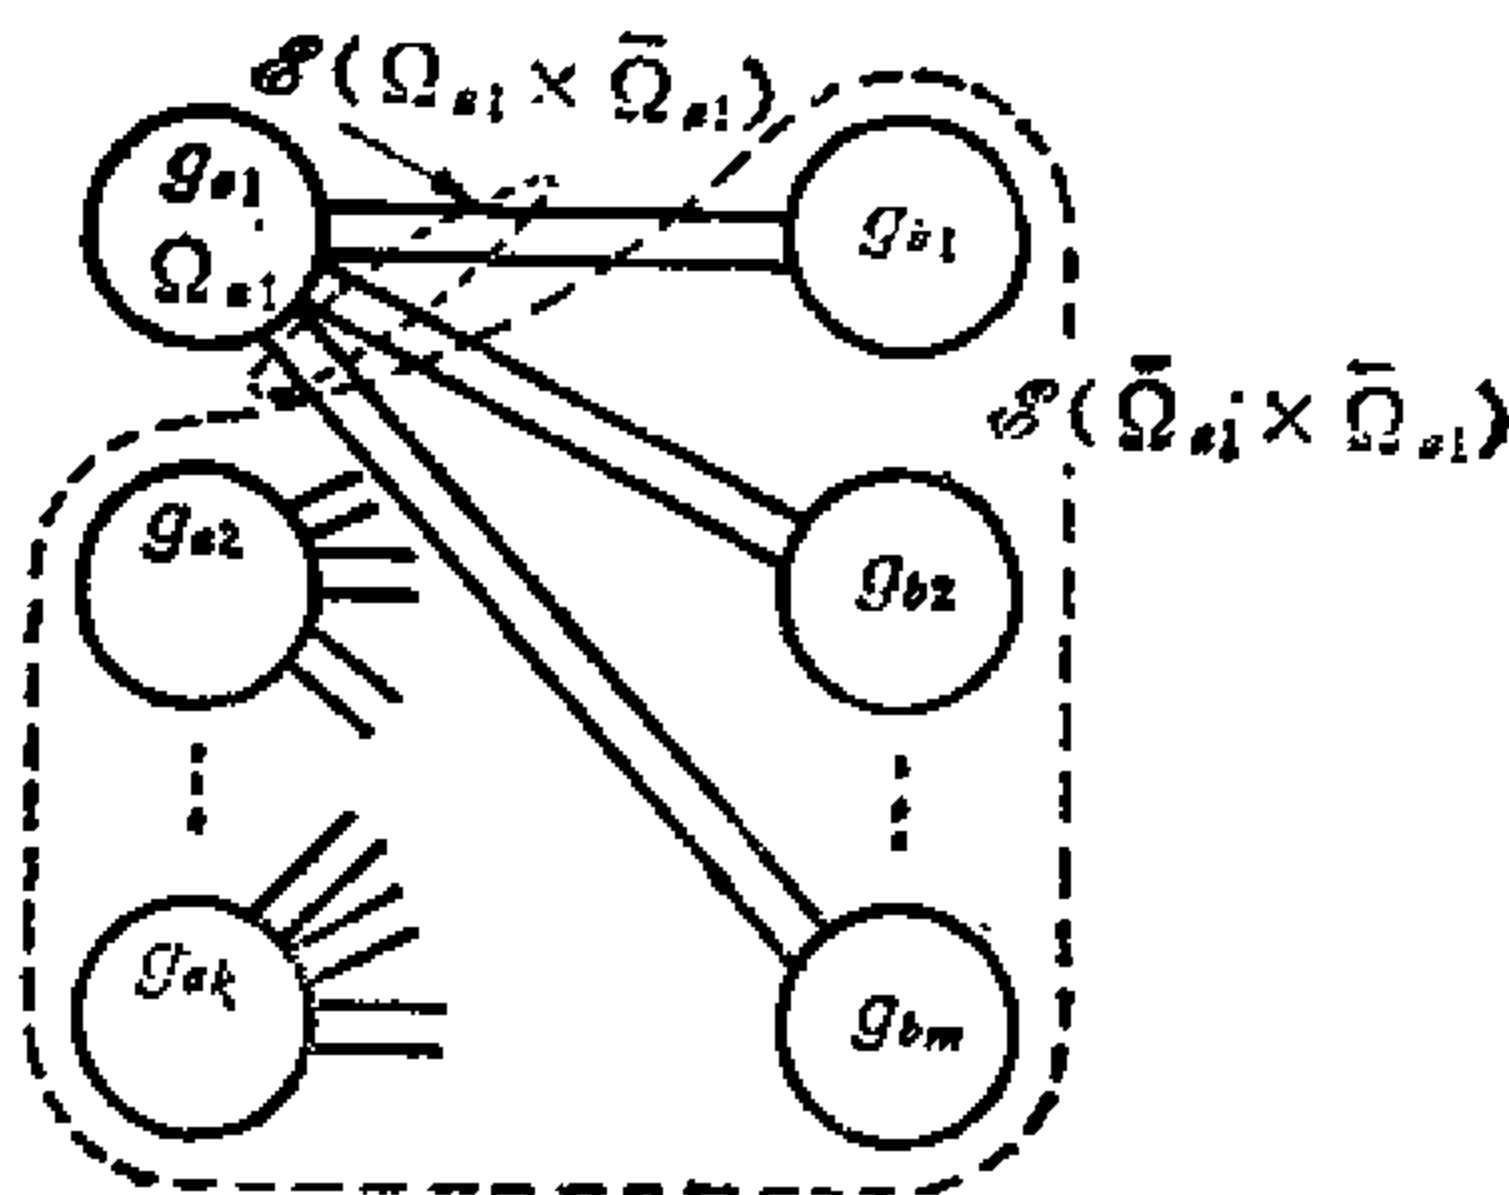 ℰ(Ω_{a1} × Ω̄_{a1})
g_{a1}
Ω_{a1}
g_{b1}
ℰ(Ω̄_{a1} × Ω̄_{a1})
g_{a2}
g_{b2}
g_{ak}
g_{bm}